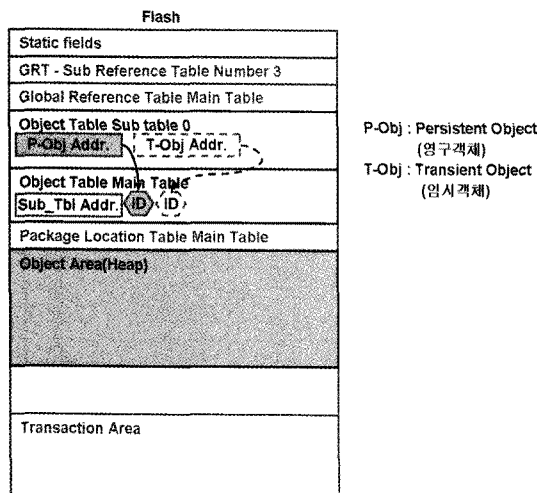 Flash
Static fields
GRT - Sub Reference Table Number 3
Global Reference Table Main Table
Object Table Sub table 0
P-Obj Addr. T-Obj Addr.
Object Table Main Table
Sub_Tbl Addr. ID ID
Package Location Table Main Table
Object Area(Heap)
Transaction Area
P-Obj : Persistent Object
(영구객체)
T-Obj : Transient Object
(임시객체)